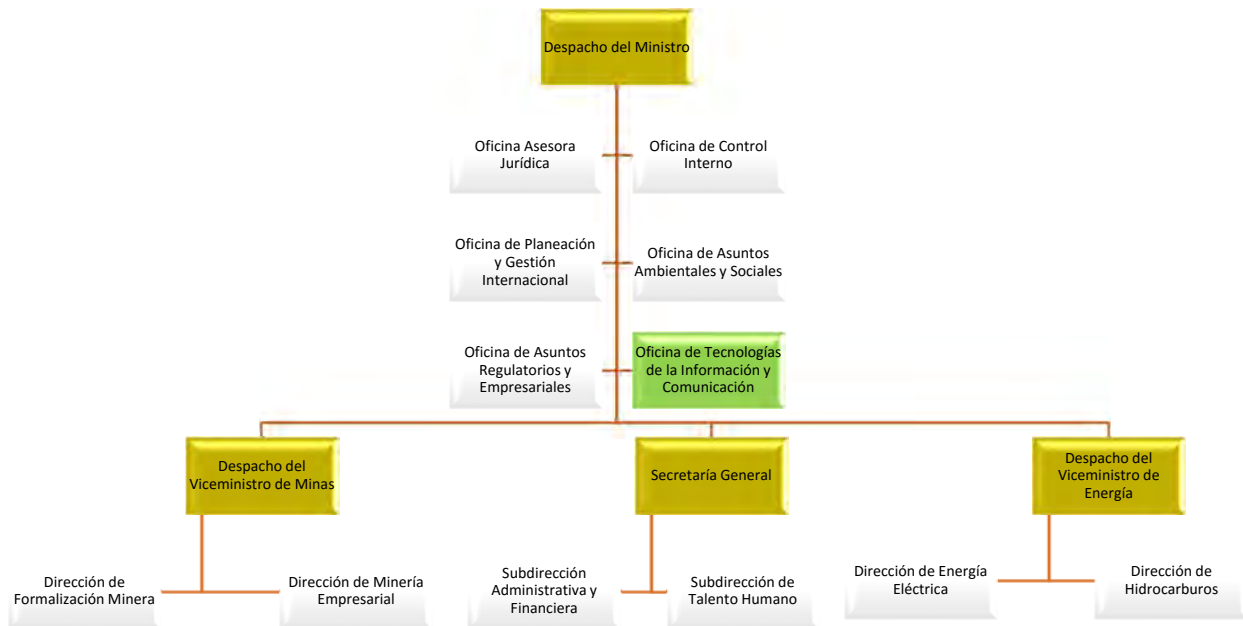 Despacho del Ministro
Oficina Asesora
Jurídica
Oficina de Control
Interno
Oficina de Planeación
y Gestión
Internacional
Oficina de Asuntos
Ambientales y Sociales
Oficina de Asuntos
Regulatorios y
Empresariales
Oficina de Tecnologías
de la Información y
Comunicación
Despacho del
Viceministro de Minas
Secretaría General
Despacho del
Viceministro de
Energía
Dirección de
Formalización Minera
Dirección de Minería
Empresarial
Subdirección
Administrativa y
Financiera
Subdirección de
Talento Humano
Dirección de Energía
Eléctrica
Dirección de
Hidrocarburos